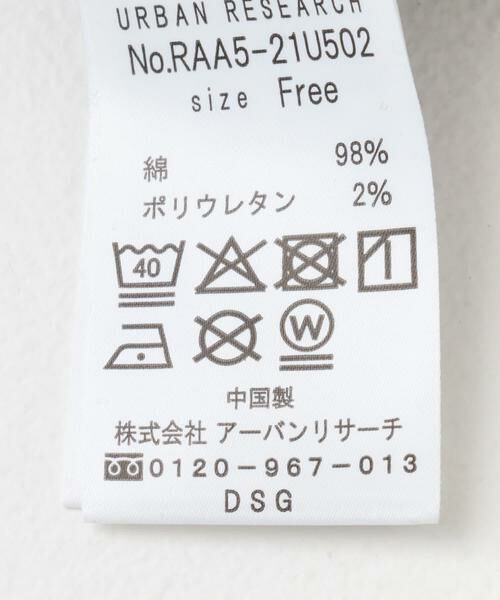 URBAN RESEARCH
No.RAA5-21U502
size Free
綿 98%
ポリウレタン 2%
40
W
中国製
株式会社 アーバンリサーチ
0120-967-013
DSG